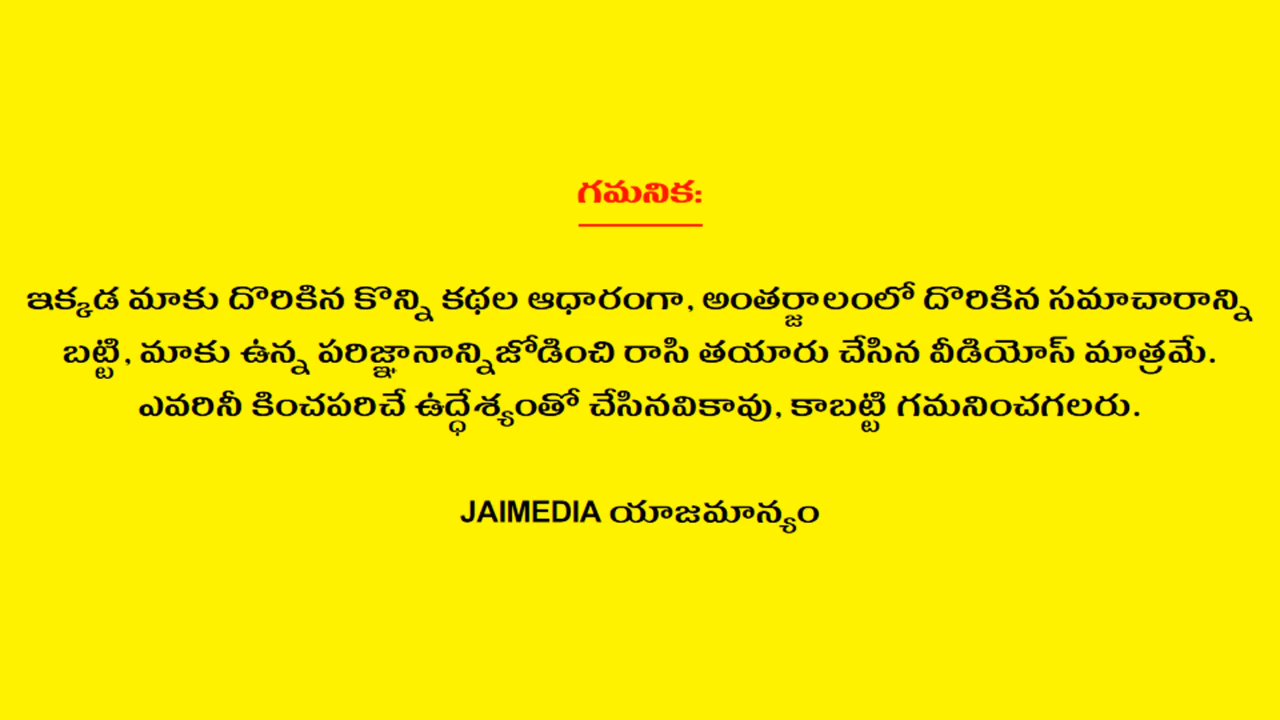 గమనిక:
ఇక్కడ మాకు దొరికిన కొన్ని కథల ఆధారంగా, అంతర్జాలంలో దొరికిన సమాచారాన్ని
బట్టి, మాకు ఉన్న పరిజ్ఞానాన్నిజోడించి రాసి తయారు చేసిన వీడియోస్ మాత్రమే.
ఎవరినీ కించపరిచే ఉద్ధేశ్యంతో చేసినవికావు, కాబట్టి గమనించగలరు.
JAIMEDIA యాజమాన్యం